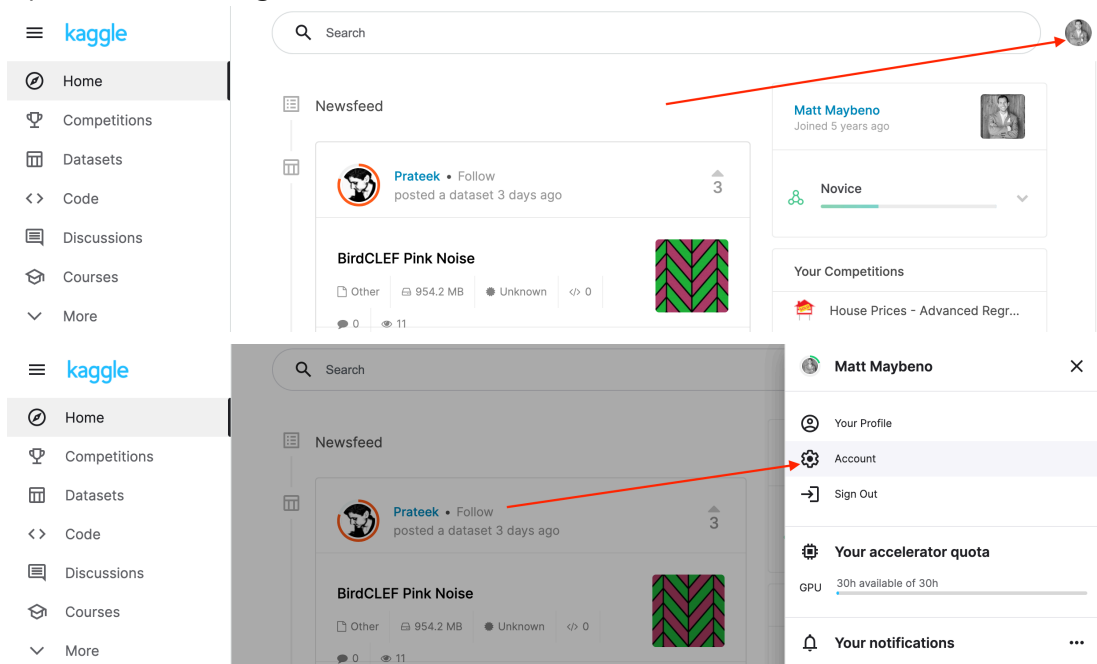 kaggle
Search
Home
Competitions
Datasets
Code
Discussions
Courses
More
Newsfeed
Prateek • Follow
posted a dataset 3 days ago
3
BirdCLEF Pink Noise
Other
954.2 MB
Unknown
</> 0
0
11
Matt Maybeno
Joined 5 years ago
Novice
Your Competitions
House Prices - Advanced Regr...
kaggle
Search
Home
Competitions
Datasets
Code
Discussions
Courses
More
Newsfeed
Prateek • Follow
posted a dataset 3 days ago
3
BirdCLEF Pink Noise
Other
954.2 MB
Unknown
</> 0
0
11
Matt Maybeno
Your Profile
Account
Sign Out
Your accelerator quota
GPU
30h available of 30h
Your notifications